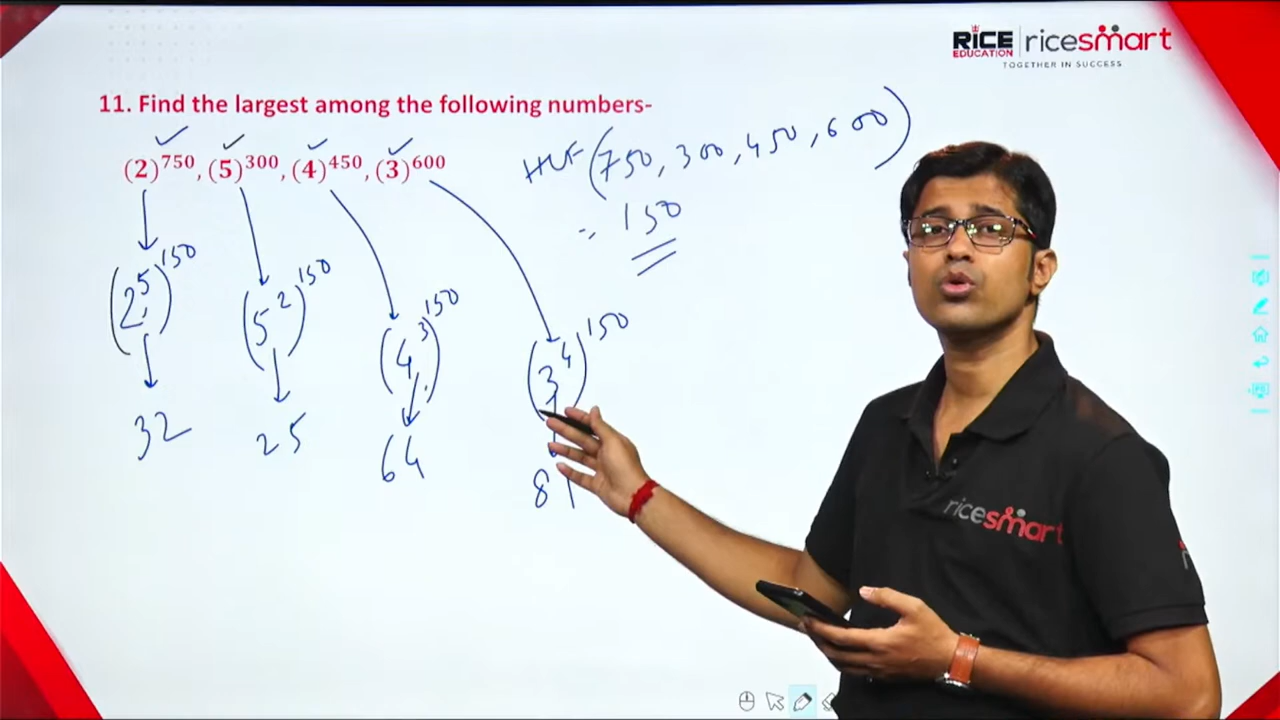 RICE EDUCATION | ricesmart
TOGETHER IN SUCCESS
11. Find the largest among the following numbers-
(2)^750, (5)^300, (4)^450, (3)^600
HCF (750, 300, 450, 600)
= 150
(2^5)^150
(5^2)^150
(4^3)^150
(3^4)^150
32
25
64
81
ricesmart